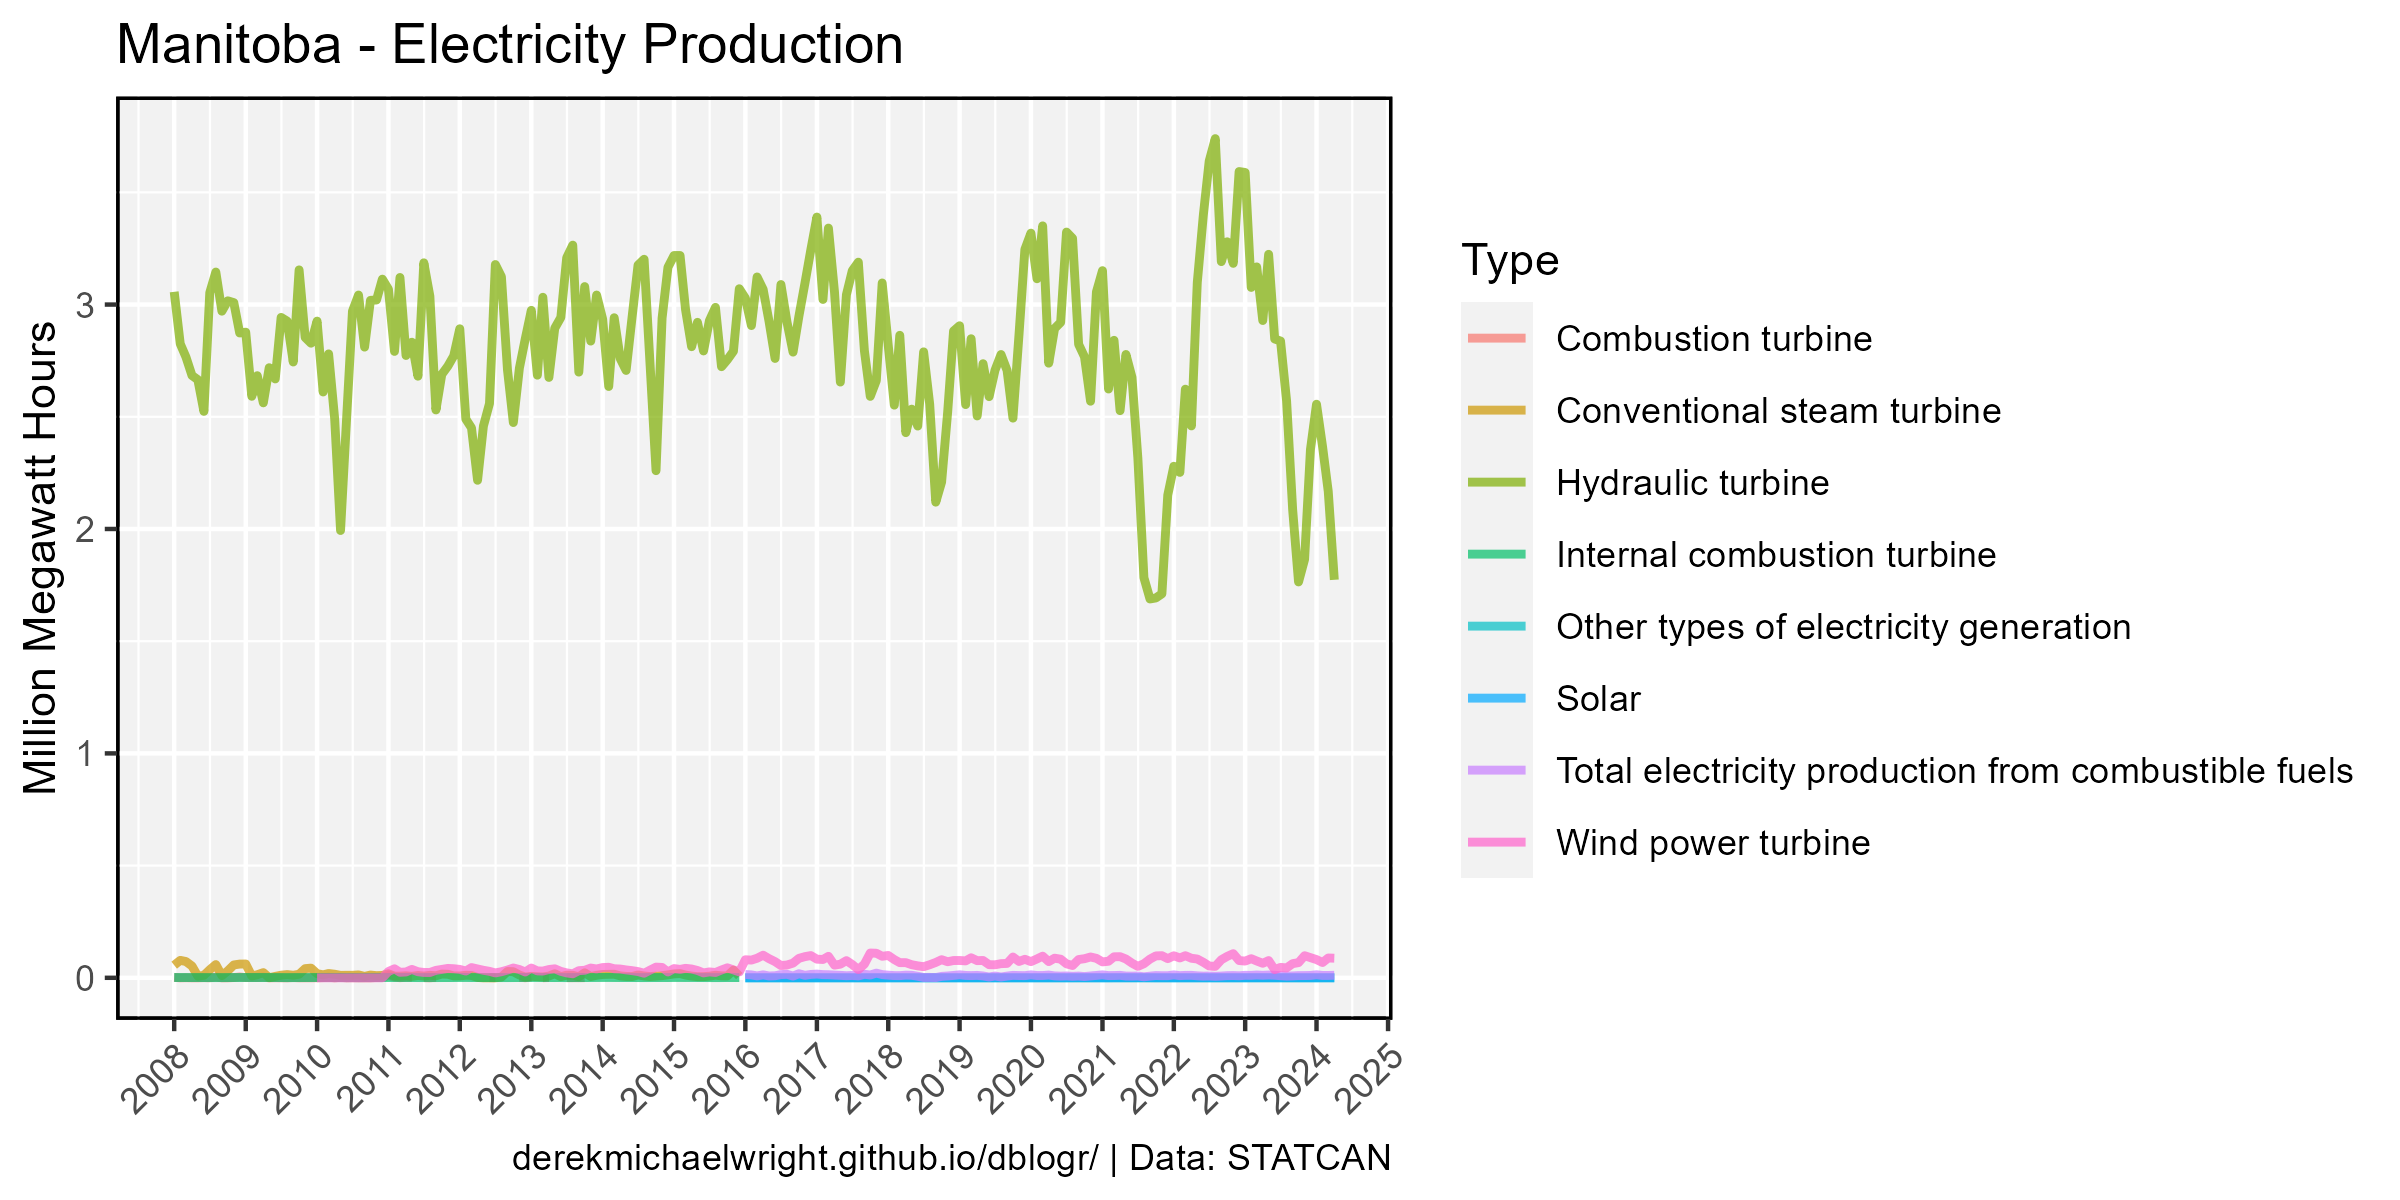 Manitoba - Electricity Production
Million Megawatt Hours
3
2
1
0
2008
2009
2010
2011
2012
2013
2014
2015
2016
2017
2018
2019
2020
2021
2022
2023
2024
2025
Type
Combustion turbine
Conventional steam turbine
Hydraulic turbine
Internal combustion turbine
Other types of electricity generation
Solar
Total electricity production from combustible fuels
Wind power turbine
derekmichaelwright.github.io/dblogr/ | Data: STATCAN